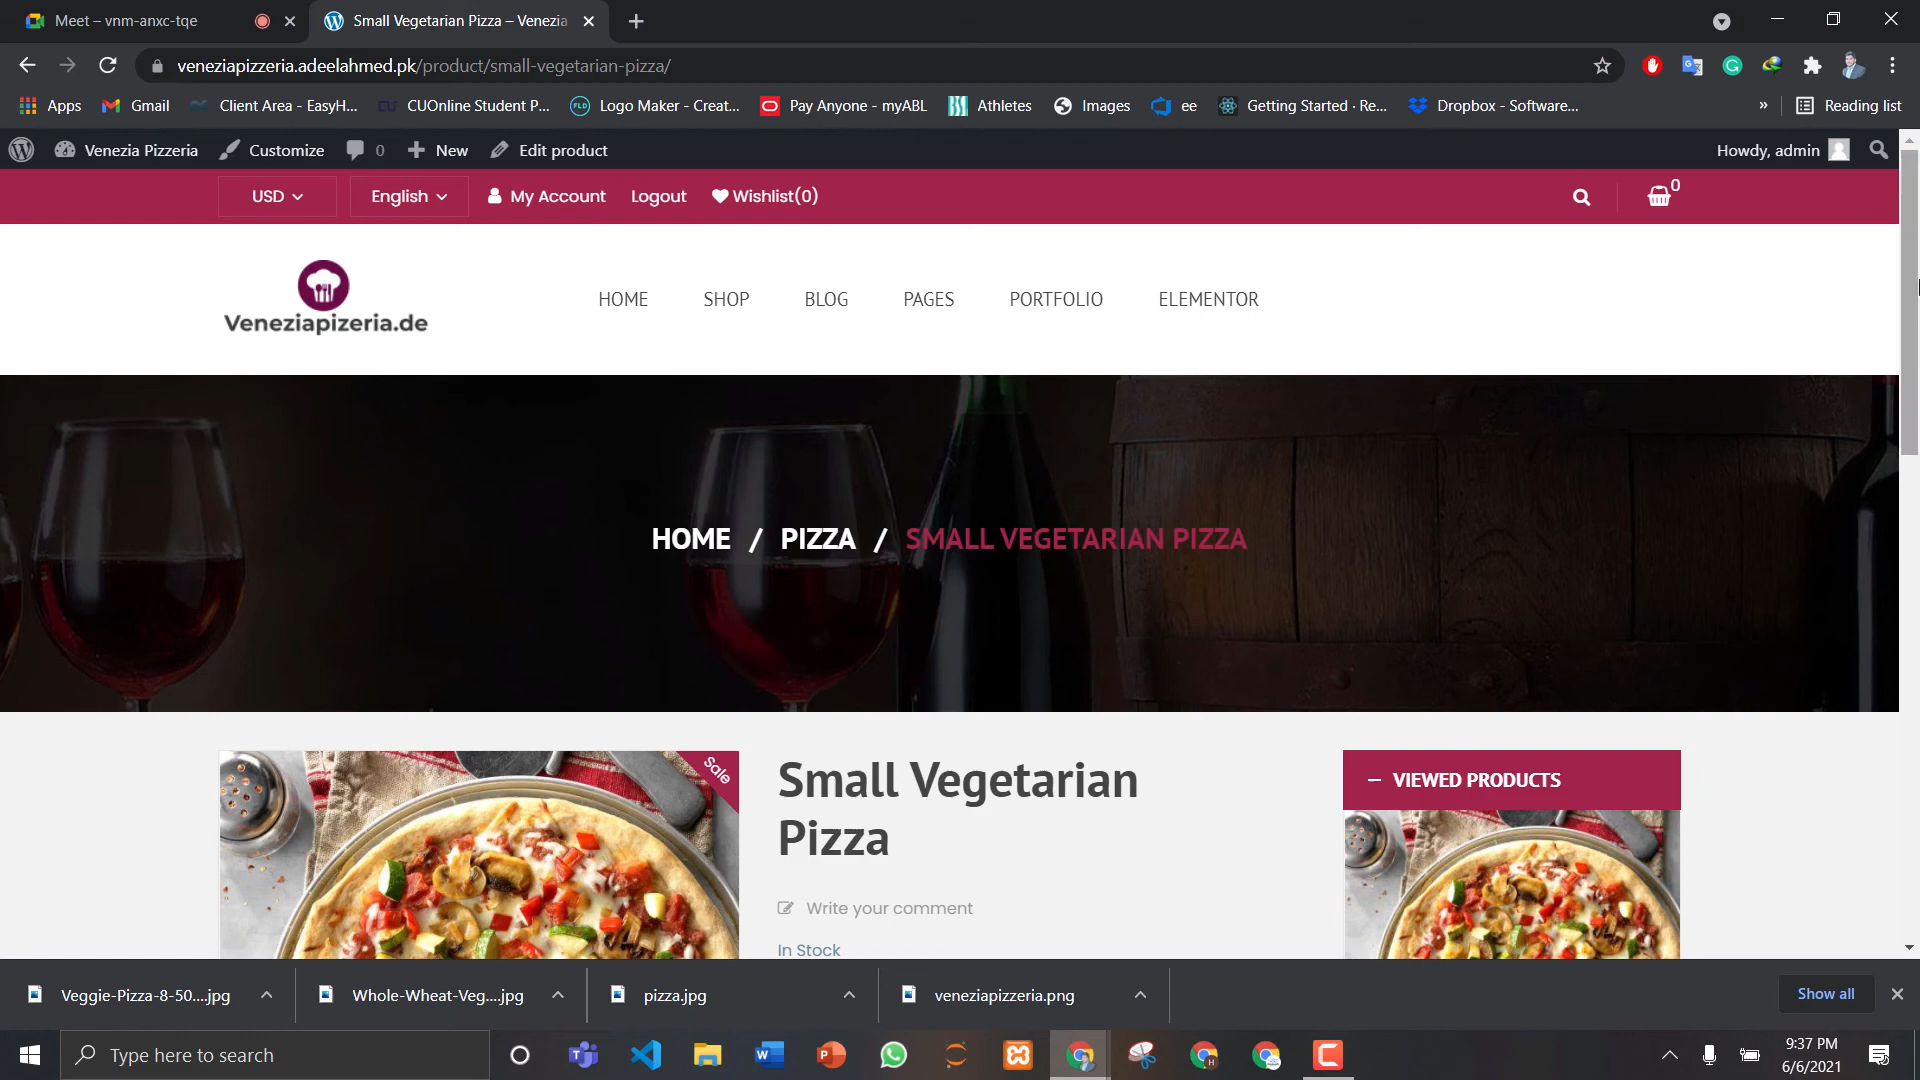 Meet – vnm-anxc-tqe
Small Vegetarian Pizza – Venezia
veneziapizzeria.adeelahmed.pk/product/small-vegetarian-pizza/
Apps Gmail Client Area - EasyH... CUOnline Student P... Logo Maker - Creat... Pay Anyone - myABL Athletes Images ee Getting Started · Re... Dropbox - Software... » Reading list
Venezia Pizzeria Customize 0 New Edit product Howdy, admin
USD English My Account Logout Wishlist(0) 0
Veneziapizeria.de
HOME SHOP BLOG PAGES PORTFOLIO ELEMENTOR
HOME / PIZZA / SMALL VEGETARIAN PIZZA
Sale
Small Vegetarian
Pizza
Write your comment
In Stock
VIEWED PRODUCTS
Veggie-Pizza-8-50....jpg Whole-Wheat-Veg....jpg pizza.jpg veneziapizzeria.png Show all
Type here to search
9:37 PM
6/6/2021